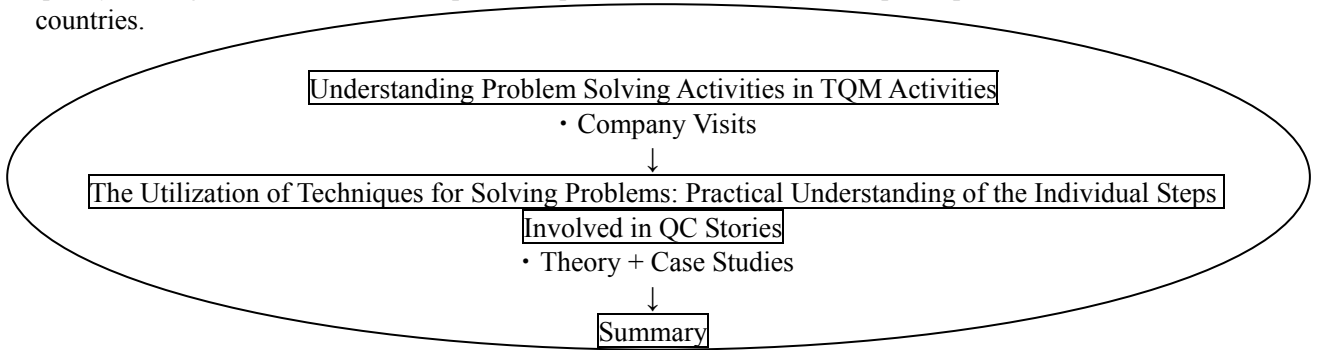 countries.
Understanding Problem Solving Activities in TQM Activities
・Company Visits
↓
The Utilization of Techniques for Solving Problems: Practical Understanding of the Individual Steps
Involved in QC Stories
・Theory + Case Studies
↓
Summary